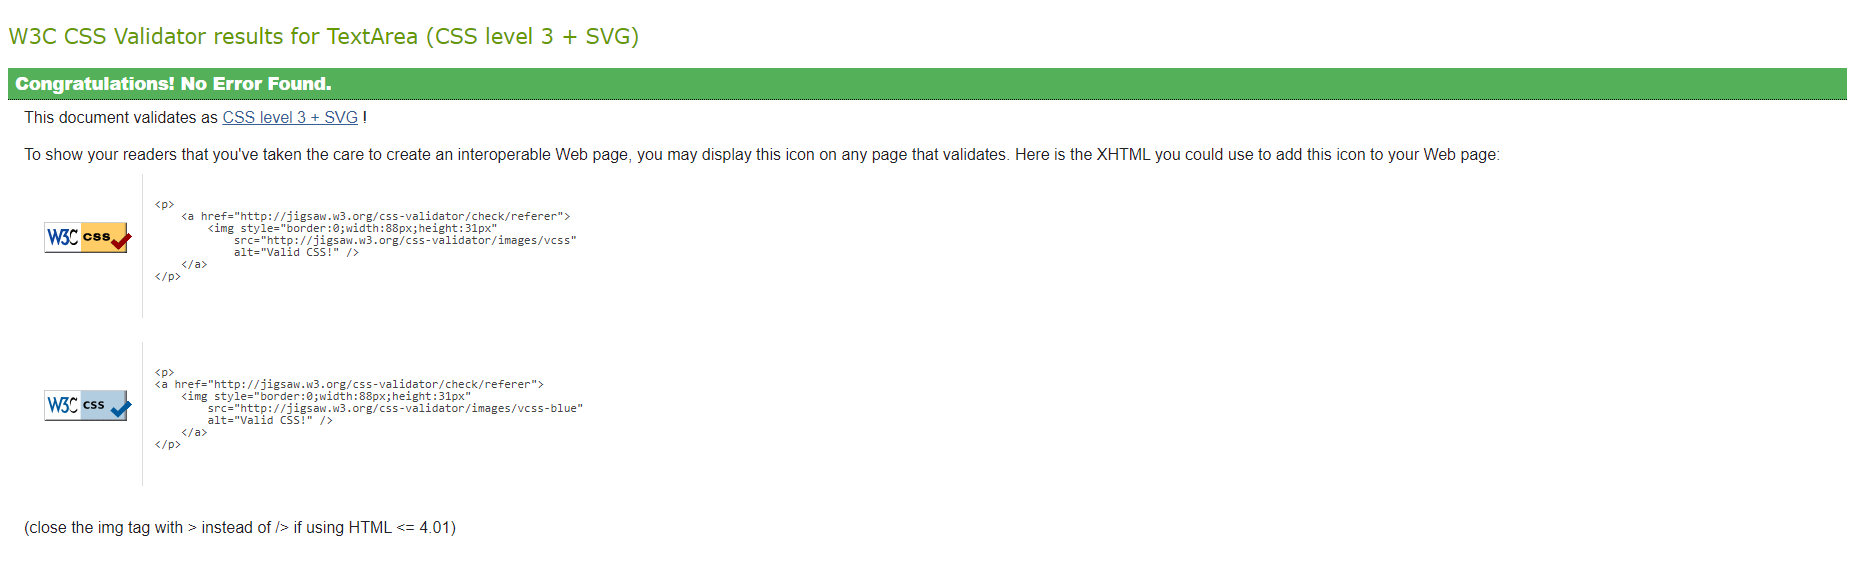 W3C CSS Validator results for TextArea (CSS level 3 + SVG)
Congratulations! No Error Found.
This document validates as CSS level 3 + SVG !
To show your readers that you've taken the care to create an interoperable Web page, you may display this icon on any page that validates. Here is the XHTML you could use to add this icon to your Web page:
W3C css
<p>
    <a href="http://jigsaw.w3.org/css-validator/check/referer">
        <img style="border:0;width:88px;height:31px"
            src="http://jigsaw.w3.org/css-validator/images/vcss"
            alt="Valid CSS!" />
    </a>
</p>
W3C css
<p>
<a href="http://jigsaw.w3.org/css-validator/check/referer">
    <img style="border:0;width:88px;height:31px"
        src="http://jigsaw.w3.org/css-validator/images/vcss-blue"
        alt="Valid CSS!" />
    </a>
</p>
(close the img tag with > instead of /> if using HTML <= 4.01)